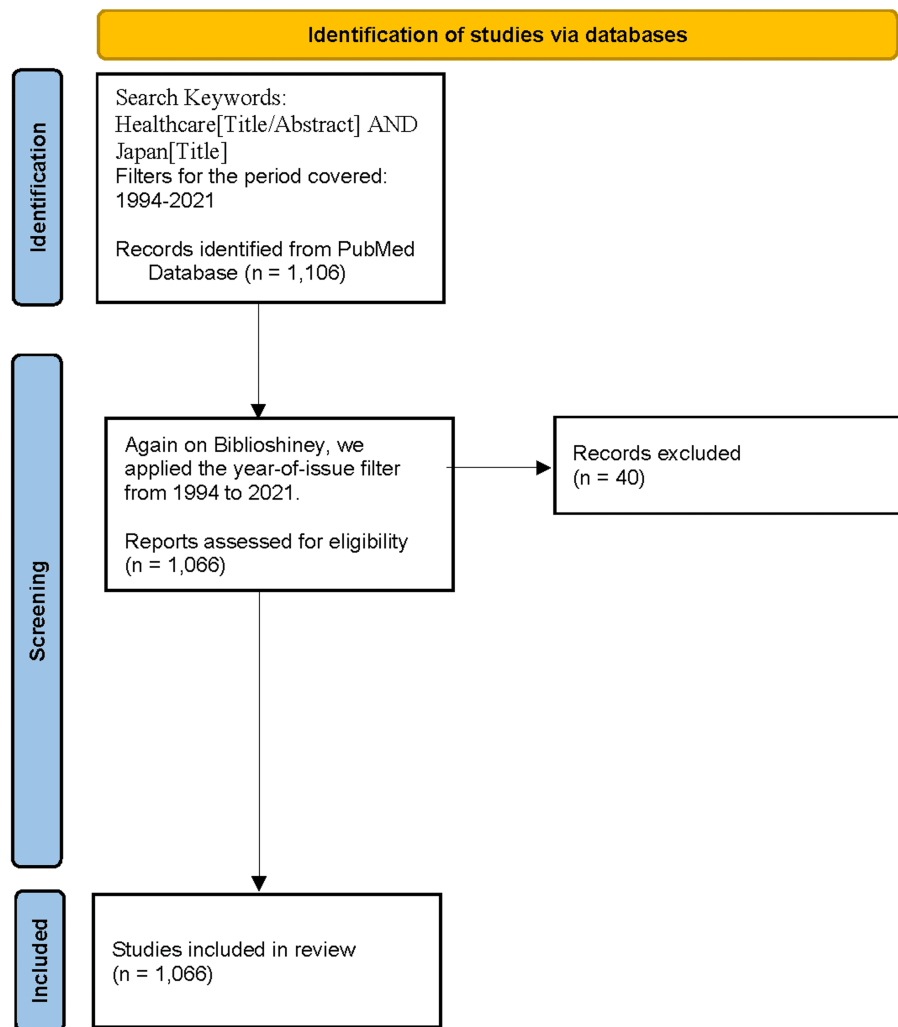 Identification of studies via databases
Identification
Search Keywords:
Healthcare[Title/Abstract] AND
Japan[Title]
Filters for the period covered:
1994-2021
Records identified from PubMed
Database (n = 1,106)
Screening
Again on Biblioshiney, we
applied the year-of-issue filter
from 1994 to 2021.
Reports assessed for eligibility
(n = 1,066)
Records excluded
(n = 40)
Included
Studies included in review
(n = 1,066)